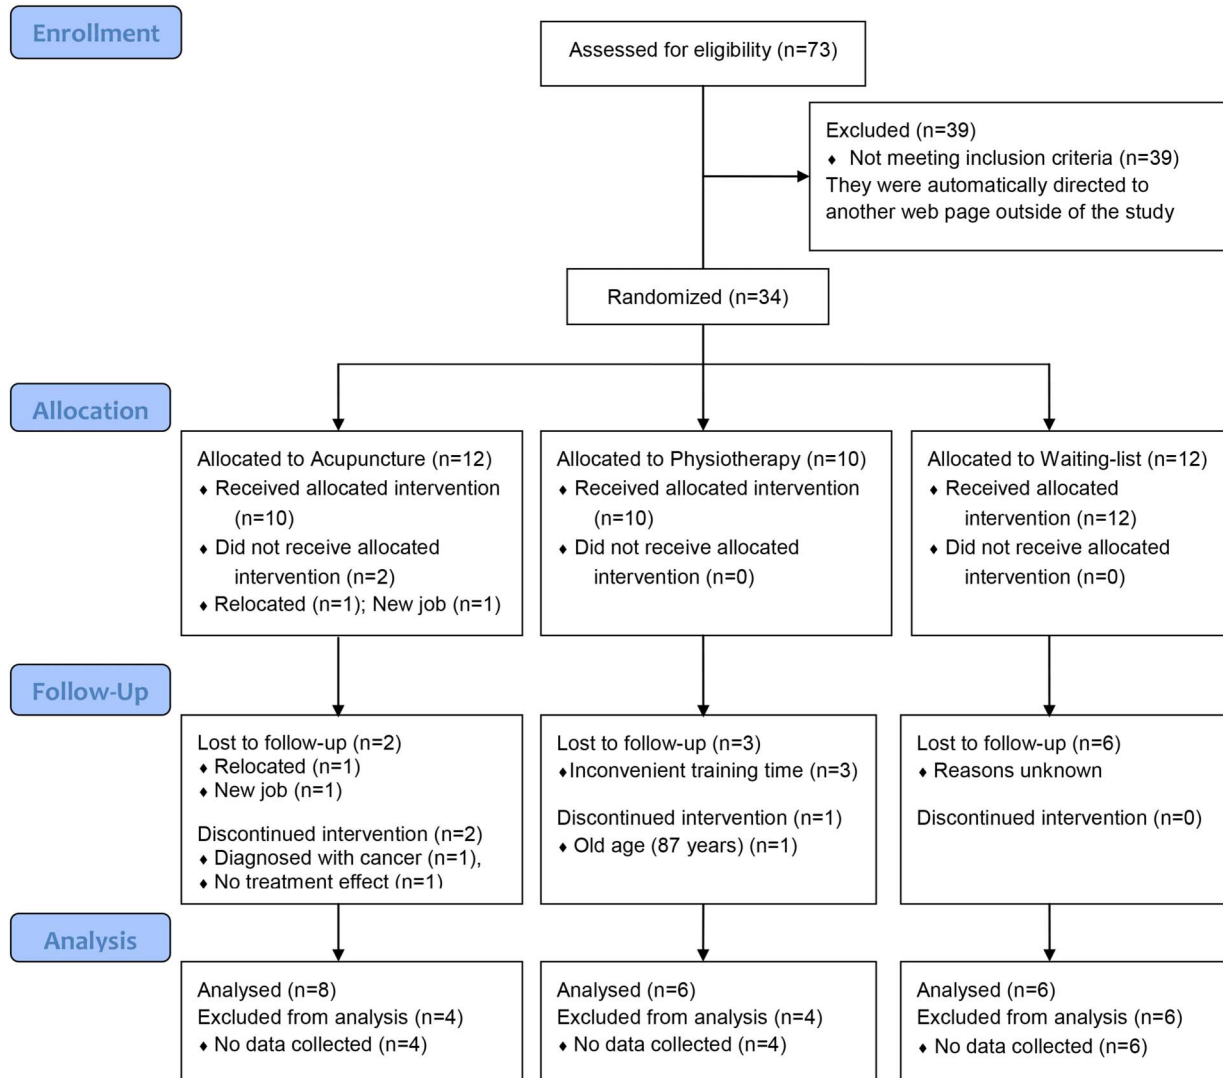 Enrollment
Assessed for eligibility (n=73)
Excluded (n=39)
♦ Not meeting inclusion criteria (n=39)
They were automatically directed to
another web page outside of the study
Randomized (n=34)
Allocation
Allocated to Acupuncture (n=12)
♦ Received allocated intervention
(n=10)
♦ Did not receive allocated
intervention (n=2)
♦ Relocated (n=1); New job (n=1)
Allocated to Physiotherapy (n=10)
♦ Received allocated intervention
(n=10)
♦ Did not receive allocated
intervention (n=0)
Allocated to Waiting-list (n=12)
♦ Received allocated
intervention (n=12)
♦ Did not receive allocated
intervention (n=0)
Follow-Up
Lost to follow-up (n=2)
♦ Relocated (n=1)
♦ New job (n=1)
Discontinued intervention (n=2)
♦ Diagnosed with cancer (n=1),
♦ No treatment effect (n=1)
Lost to follow-up (n=3)
♦ Inconvenient training time (n=3)
Discontinued intervention (n=1)
♦ Old age (87 years) (n=1)
Lost to follow-up (n=6)
♦ Reasons unknown
Discontinued intervention (n=0)
Analysis
Analysed (n=8)
Excluded from analysis (n=4)
♦ No data collected (n=4)
Analysed (n=6)
Excluded from analysis (n=4)
♦ No data collected (n=4)
Analysed (n=6)
Excluded from analysis (n=6)
♦ No data collected (n=6)